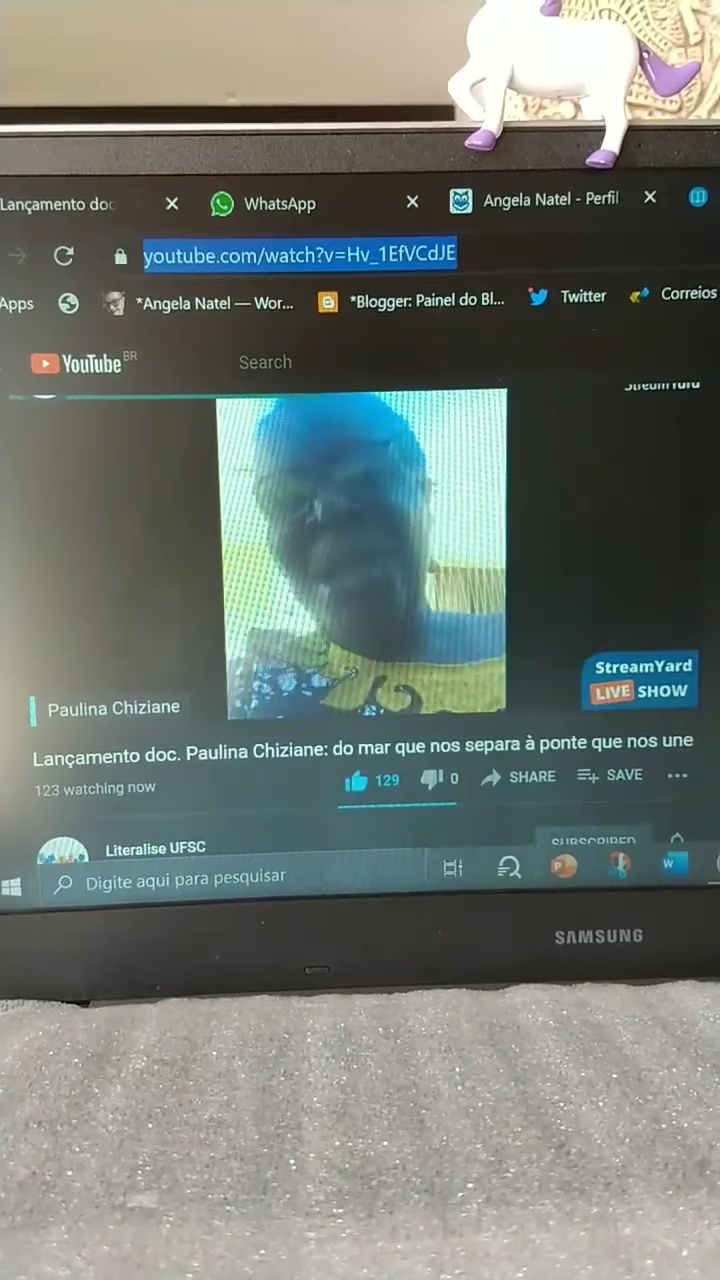 Lançamento doc
WhatsApp
Angela Natel - Perfil
youtube.com/watch?v=Hv_1EfVCdJE
Apps
*Angela Natel — Wor...
*Blogger: Painel do Bl...
Twitter
Correios
YouTube BR
Search
StreamYard
Paulina Chiziane
StreamYard
LIVE SHOW
Lançamento doc. Paulina Chiziane: do mar que nos separa à ponte que nos une
123 watching now
129
0
SHARE
SAVE
Literalise UFSC
SUBSCRIBED
Digite aqui para pesquisar
SAMSUNG